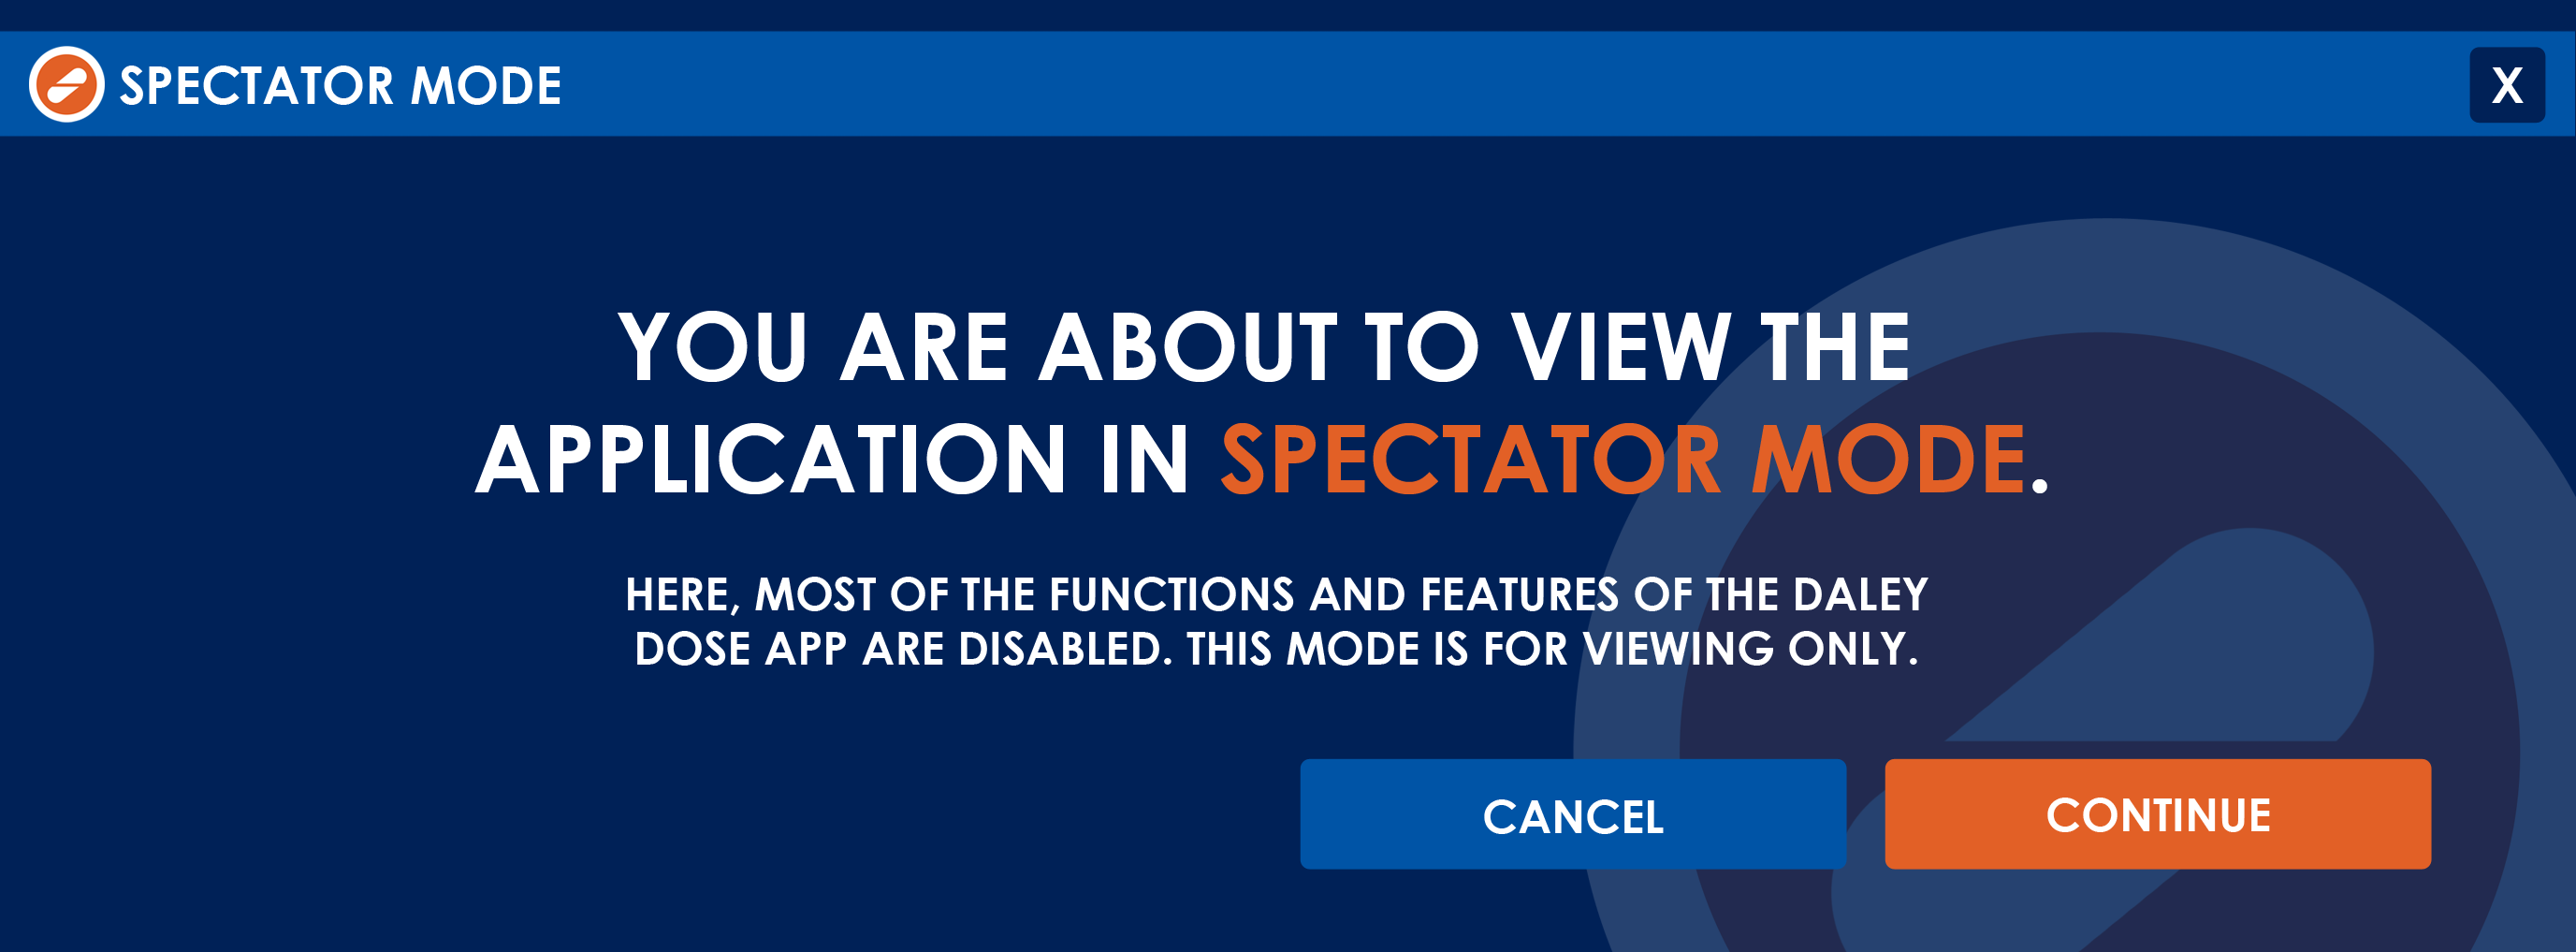 SPECTATOR MODE
X
YOU ARE ABOUT TO VIEW THE
APPLICATION IN SPECTATOR MODE.
HERE, MOST OF THE FUNCTIONS AND FEATURES OF THE DALEY
DOSE APP ARE DISABLED. THIS MODE IS FOR VIEWING ONLY.
CANCEL
CONTINUE